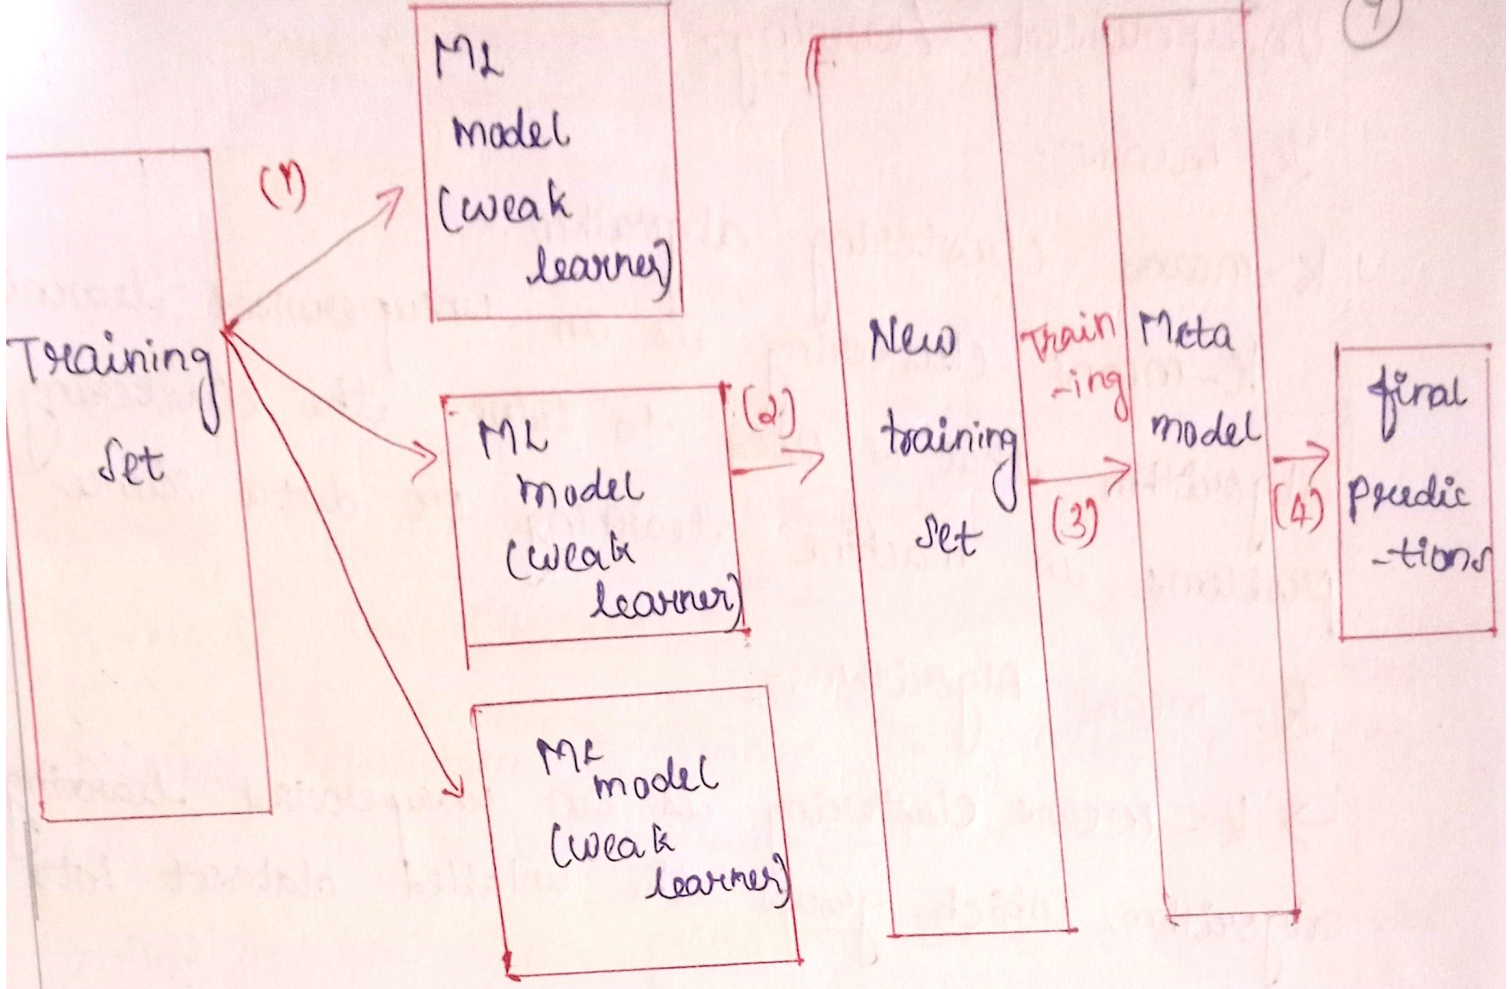 Training
set
(1)
ML
model
(weak
learner)
ML
model
(weak
learner)
ML
model
(weak
learner)
(2)
New
training
set
Train
-ing
(3)
Meta
model
(4)
final
predic
-tions